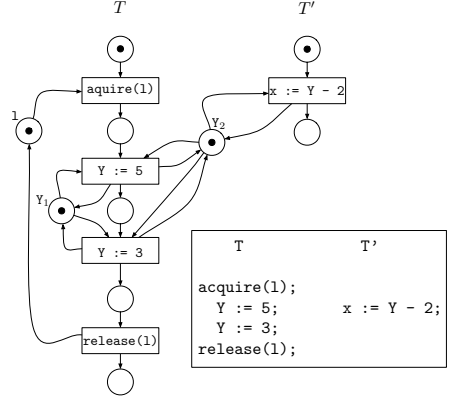 T T'
aquire(l)
x := Y - 2
l
Y2
Y := 5
Y1
Y := 3
release(l)
T T'
acquire(l);
Y := 5; x := Y - 2;
Y := 3;
release(l);